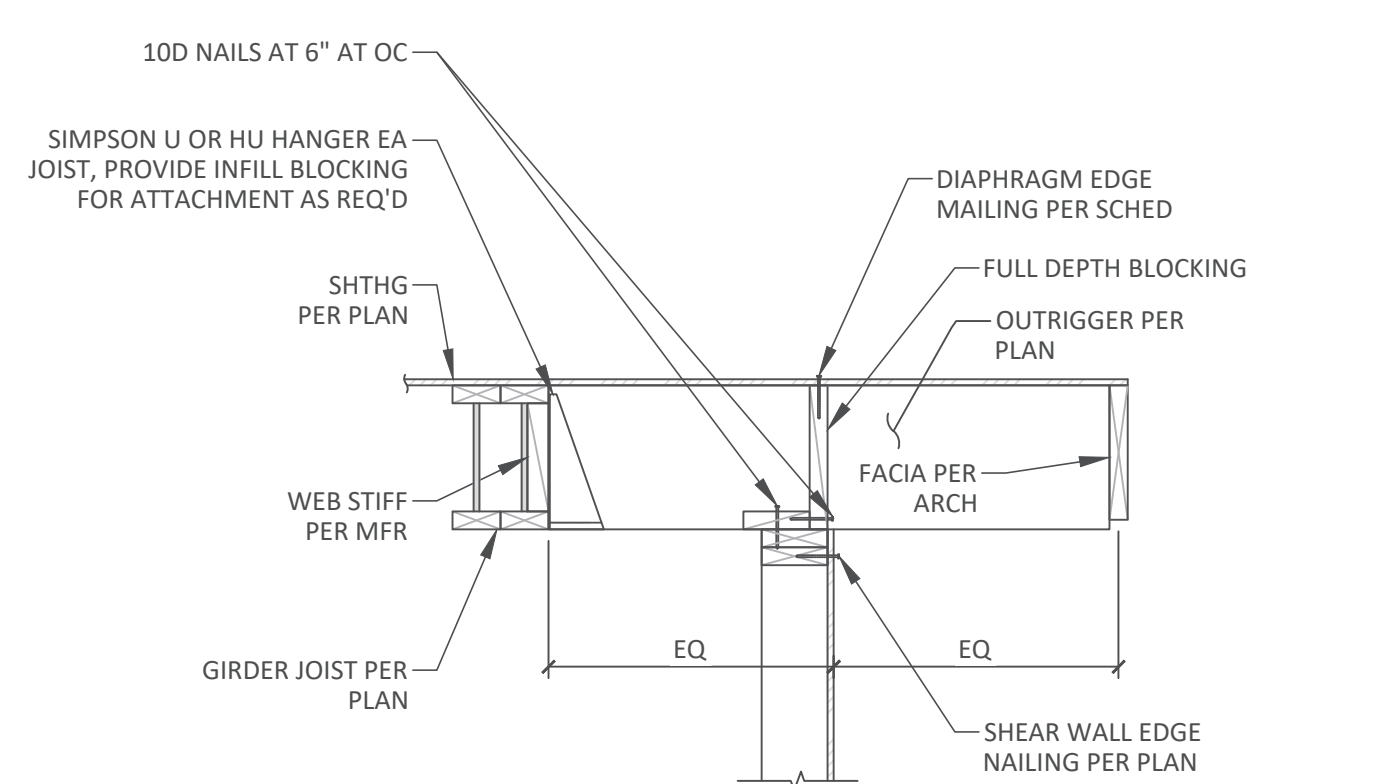 10D NAILS AT 6" AT OC
SIMPSON U OR HU HANGER EA
JOIST, PROVIDE INFILL BLOCKING
FOR ATTACHMENT AS REQ'D
SHTHG
PER PLAN
WEB STIFF
PER MFR
GIRDER JOIST PER
PLAN
DIAPHRAGM EDGE
MAILING PER SCHED
FULL DEPTH BLOCKING
OUTRIGGER PER
PLAN
FACIA PER
ARCH
EQ
EQ
SHEAR WALL EDGE
NAILING PER PLAN